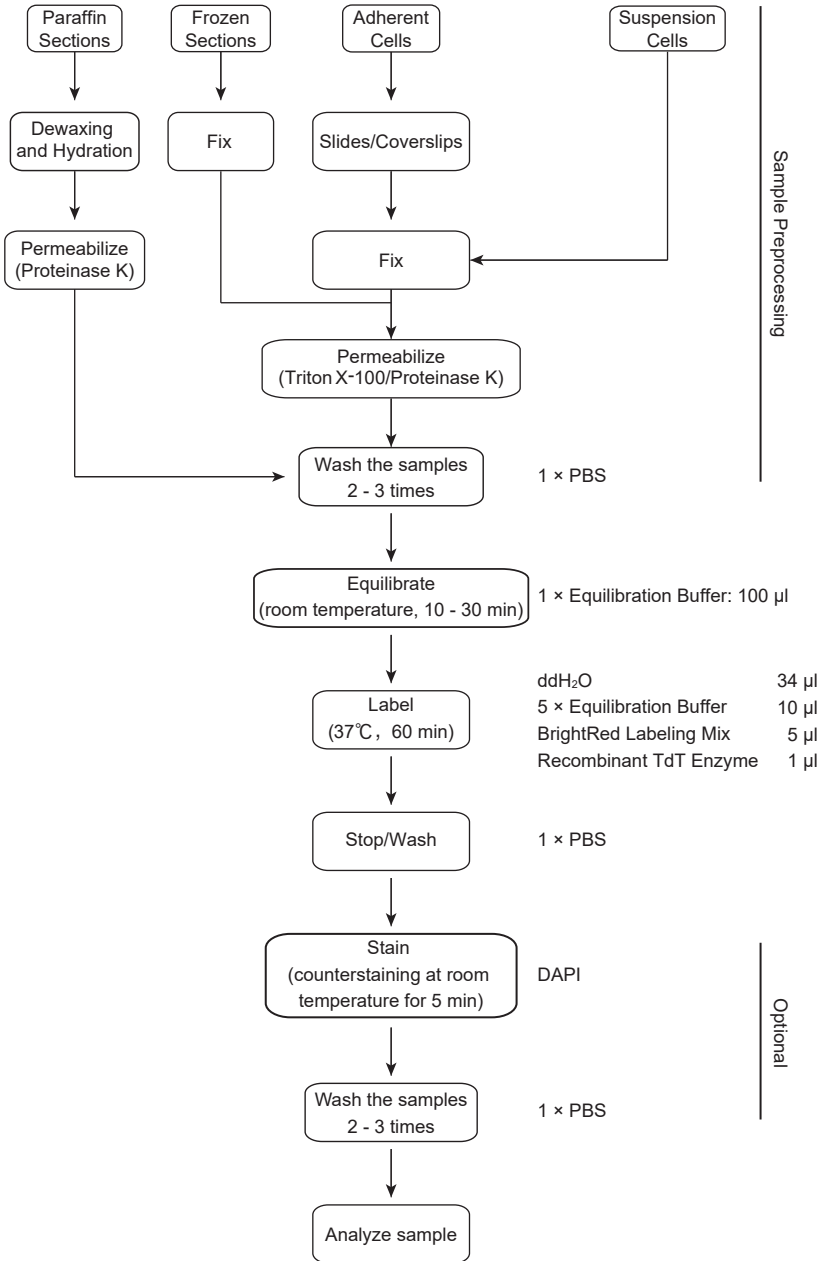 Paraffin
Sections
Frozen
Sections
Adherent
Cells
Suspension
Cells
Dewaxing
and Hydration
Fix
Slides/Coverslips
Permeabilize
(Proteinase K)
Fix
Permeabilize
(Triton X-100/Proteinase K)
Wash the samples
2 - 3 times
1 × PBS
Sample Preprocessing
Equilibrate
(room temperature, 10 - 30 min)
1 × Equilibration Buffer: 100 µl
Label
(37℃, 60 min)
ddH₂O 34 µl
5 × Equilibration Buffer 10 µl
BrightRed Labeling Mix 5 µl
Recombinant TdT Enzyme 1 µl
Stop/Wash
1 × PBS
Stain
(counterstaining at room
temperature for 5 min)
DAPI
Optional
Wash the samples
2 - 3 times
1 × PBS
Analyze sample